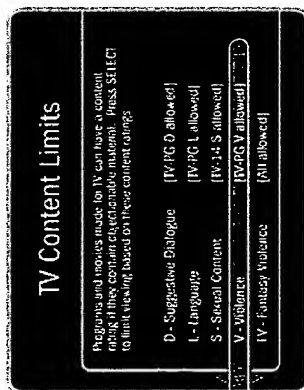 TV Content Limits
Programs and movies made for TV can have a content
rating if they contain objectionable material. Press SELECT
to limit viewing based on these content ratings
D - Suggestive Dialogue [TV-PG D allowed]
L - Language [TV-PG L allowed]
S - Sexual Content [TV-14 S allowed]
V - Violence [TV-PG V allowed]
FV - Fantasy Violence [All allowed]